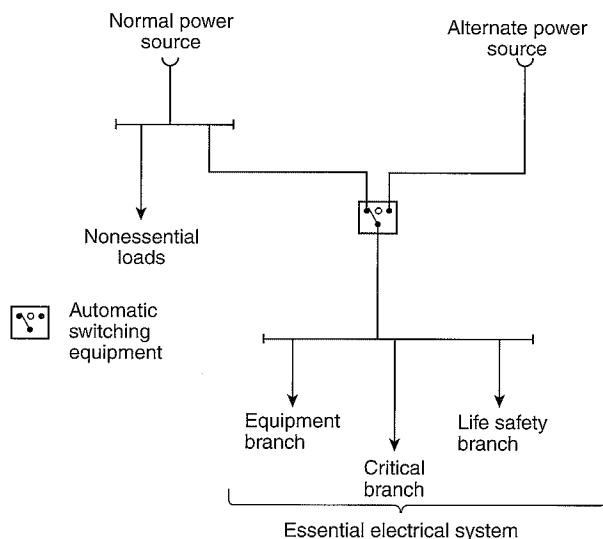 Normal power
source
Alternate power
source
Nonessential
loads
Automatic
switching
equipment
Equipment
branch
Critical
branch
Life safety
branch
Essential electrical system